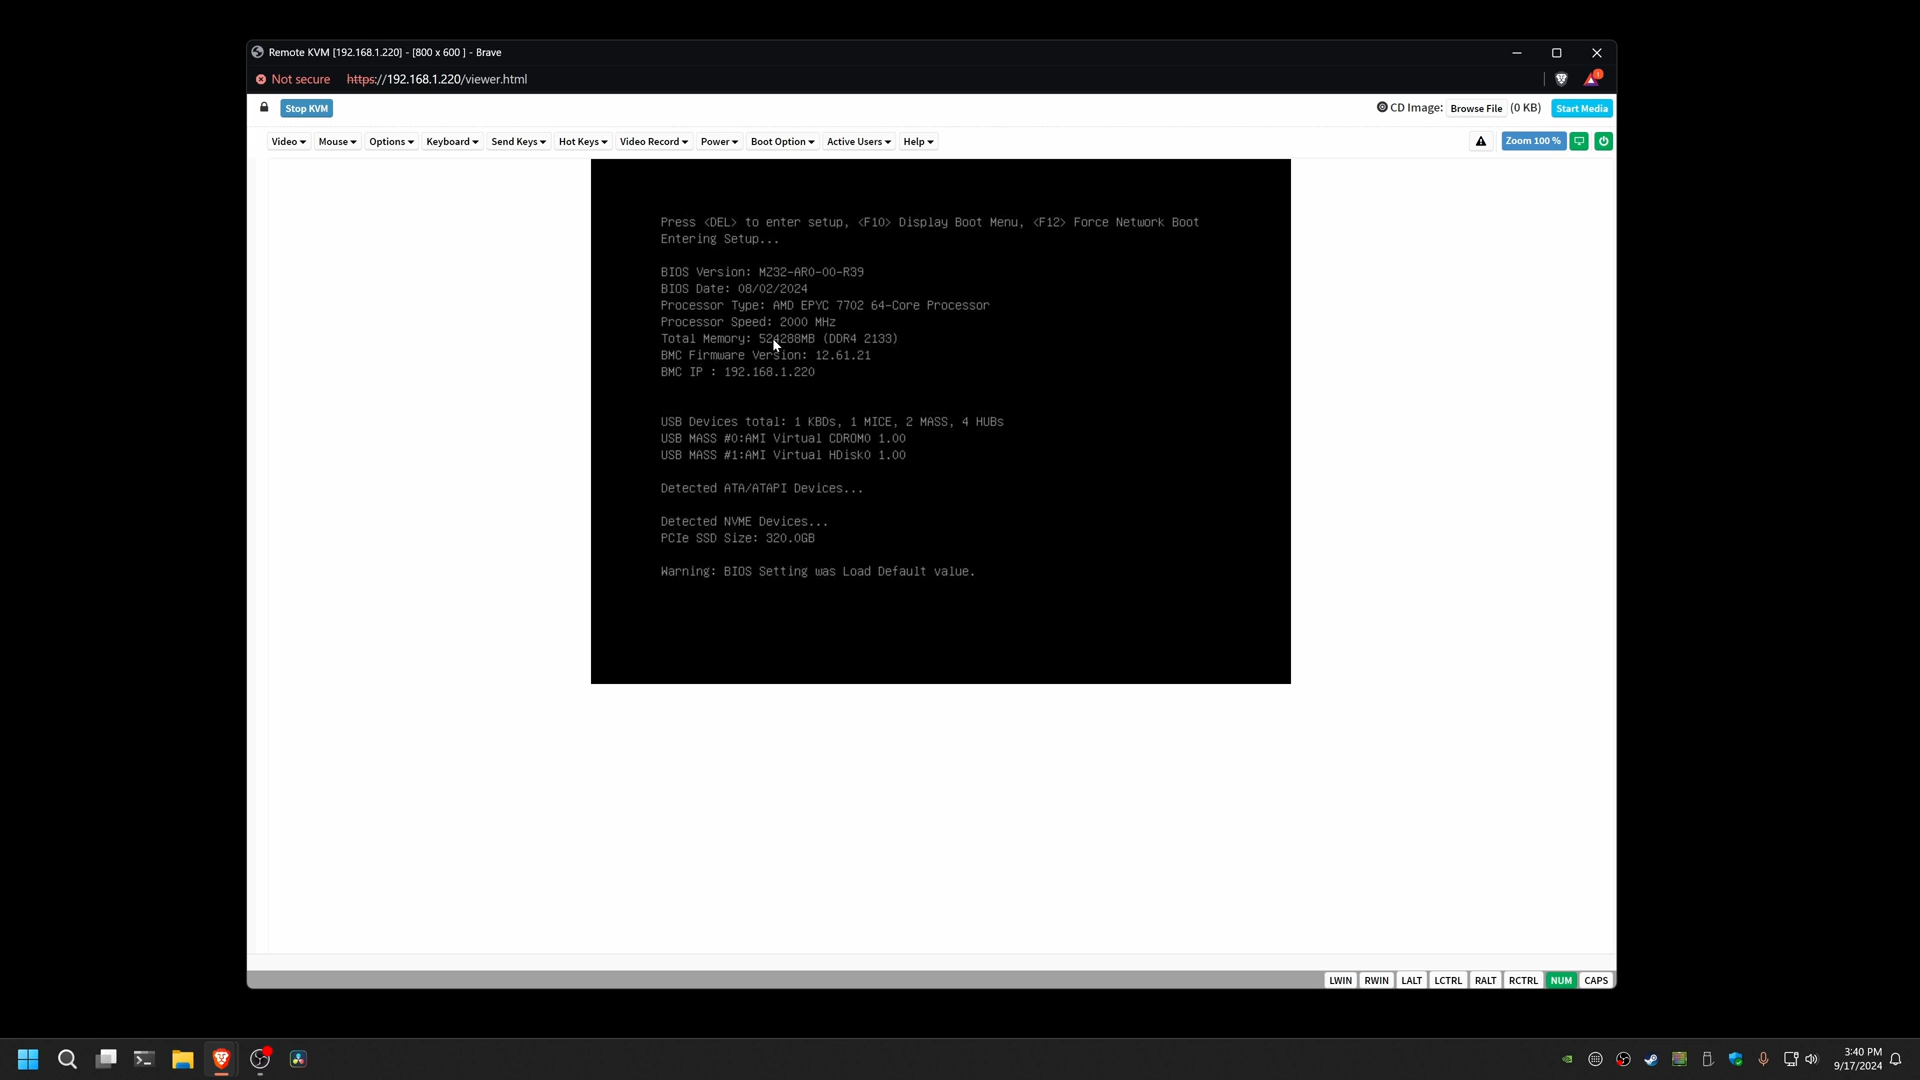 Remote KVM [192.168.1.220] - [800 x 600 ] - Brave
Not secure https://192.168.1.220/viewer.html
Stop KVM CD Image: Browse File (0 KB) Start Media
Video Mouse Options Keyboard Send Keys Hot Keys Video Record Power Boot Option Active Users Help Zoom 100 %
Press <DEL> to enter setup, <F10> Display Boot Menu, <F12> Force Network Boot
Entering Setup...
BIOS Version: MZ32-AR0-00-R39
BIOS Date: 08/02/2024
Processor Type: AMD EPYC 7702 64-Core Processor
Processor Speed: 2000 MHz
Total Memory: 524288MB (DDR4 2133)
BMC Firmware Version: 12.61.21
BMC IP : 192.168.1.220
USB Devices total: 1 KBDs, 1 MICE, 2 MASS, 4 HUBs
USB MASS #0:AMI Virtual CDROM0 1.00
USB MASS #1:AMI Virtual HDisk0 1.00
Detected ATA/ATAPI Devices...
Detected NVME Devices...
PCIe SSD Size: 320.0GB
Warning: BIOS Setting was Load Default value.
LWIN RWIN LALT LCTRL RALT RCTRL NUM CAPS
3:40 PM
9/17/2024